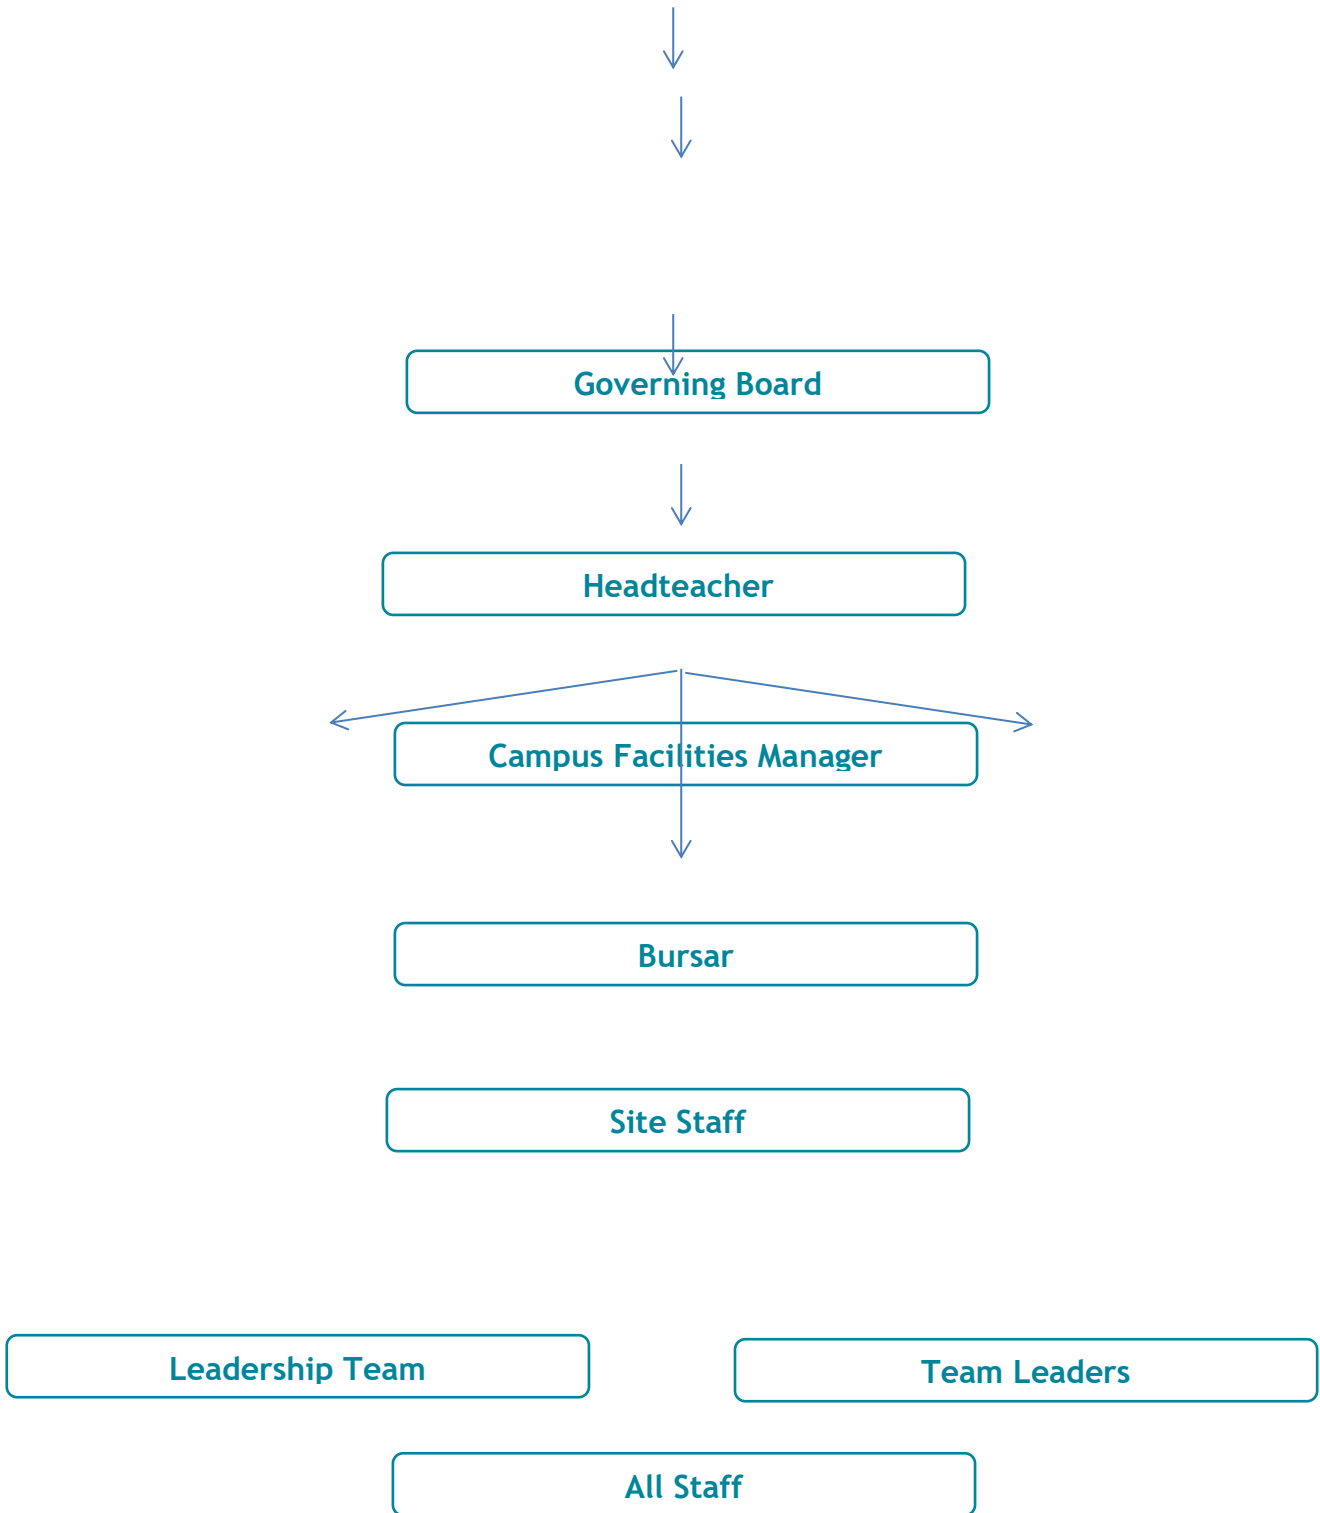 Governing Board
Headteacher
Campus Facilities Manager
Bursar
Site Staff
Leadership Team
Team Leaders
All Staff